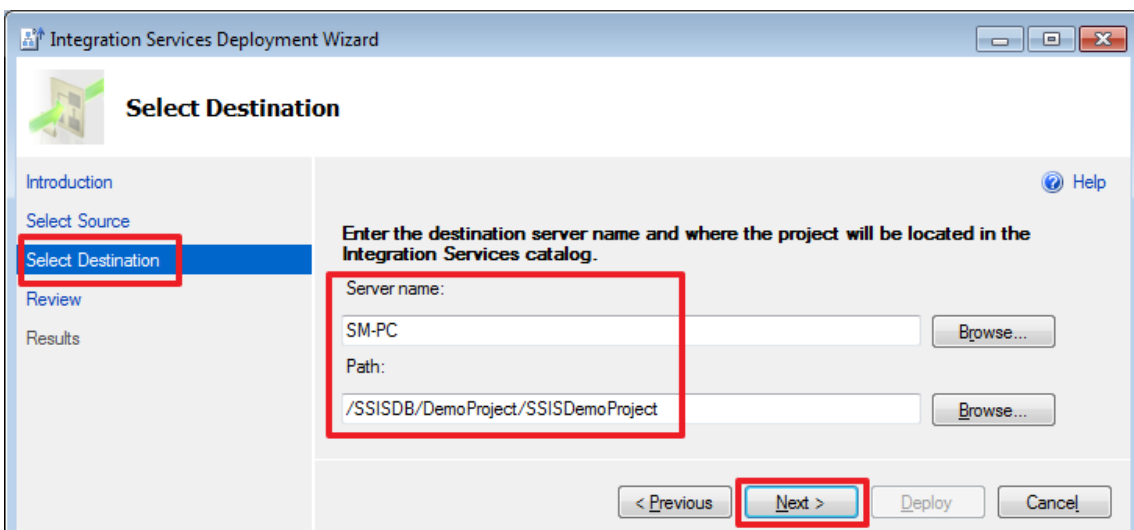 Integration Services Deployment Wizard
Select Destination
Introduction
Help
Select Source
Enter the destination server name and where the project will be located in the
Integration Services catalog.
Select Destination
Review
Results
Server name:
SM-PC
Browse...
Path:
/SSISDB/DemoProject/SSISDemoProject
Browse...
< Previous
Next >
Deploy
Cancel